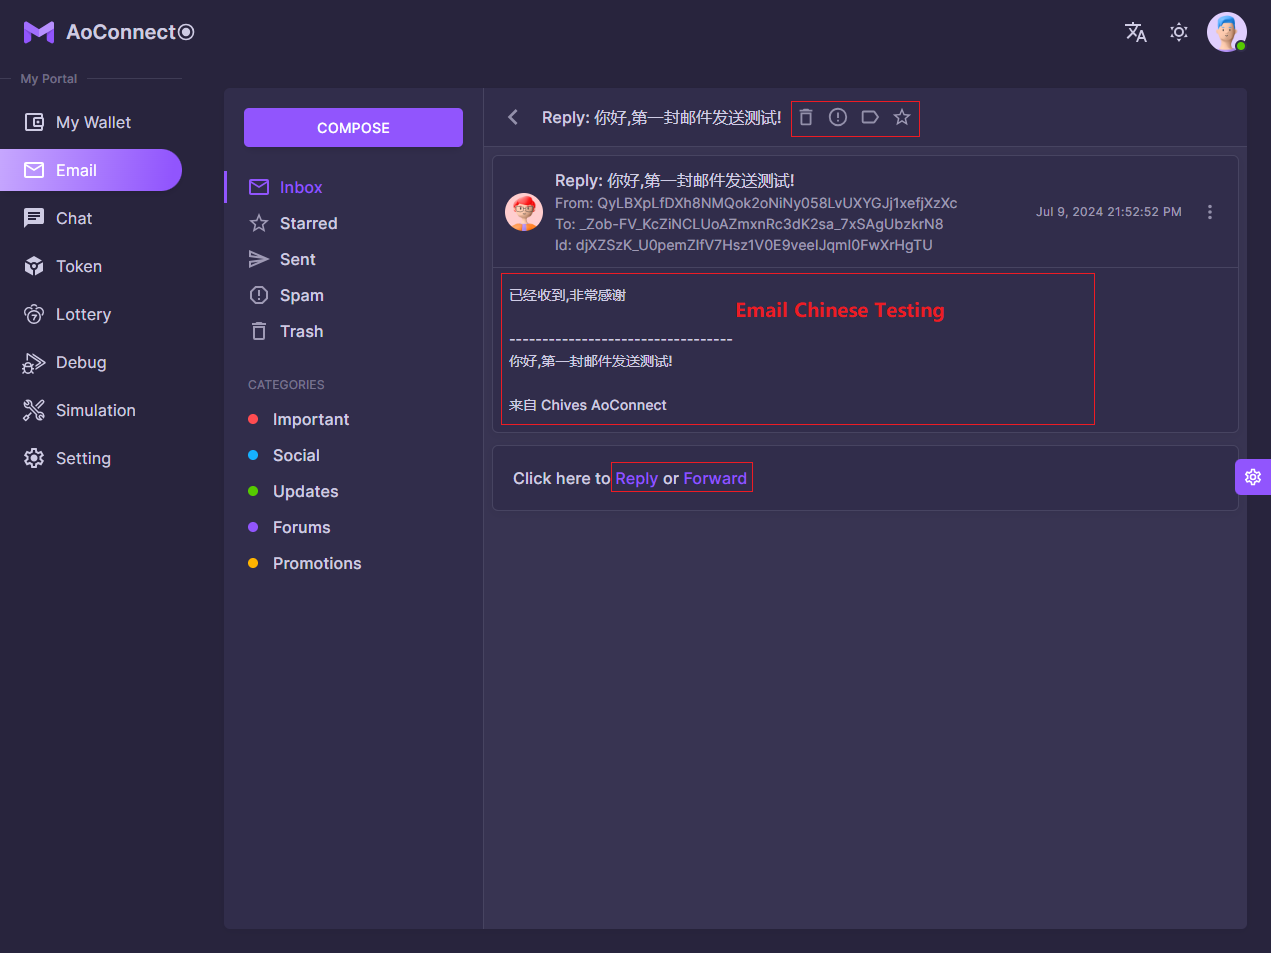 AoConnect
My Portal
My Wallet
Email
Chat
Token
Lottery
Debug
Simulation
Setting
COMPOSE
Inbox
Starred
Sent
Spam
Trash
CATEGORIES
Important
Social
Updates
Forums
Promotions
Reply: 你好,第一封邮件发送测试!
Reply: 你好,第一封邮件发送测试!
From: QyLBXpLfDXh8NMQok2oNiNy058LvUXYGJj1xefjXzXc
To: _Zob-FV_KcZiNCLUoAZmxnRc3dK2sa_7xSAgUbzkrN8
Id: djXZSzK_U0pemZIfV7Hsz1V0E9veeIJqmI0FwXrHgTU
Jul 9, 2024 21:52:52 PM
已经收到,非常感谢
Email Chinese Testing
----------------------------------
你好,第一封邮件发送测试!
来自 Chives AoConnect
Click here to Reply or Forward